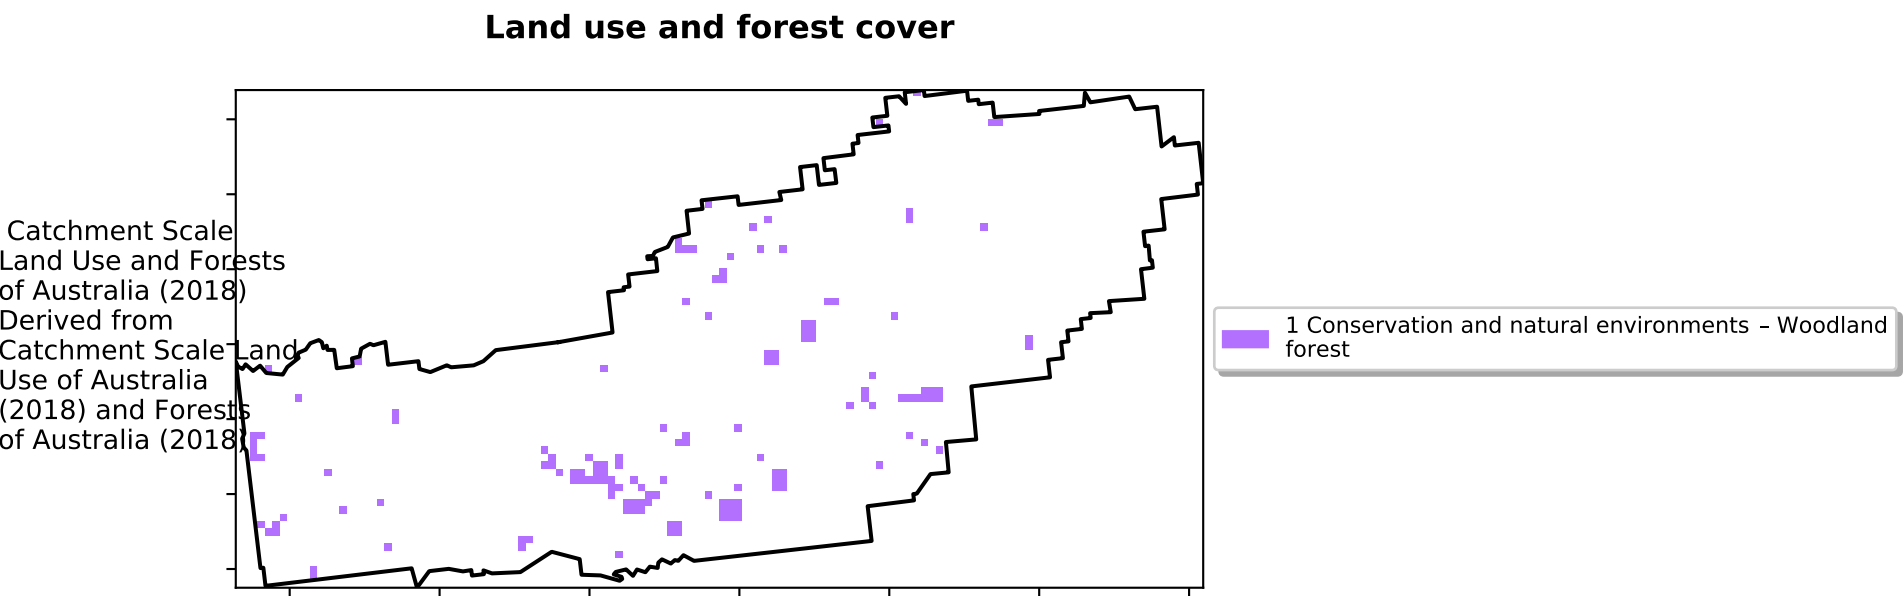 Land use and forest cover
Catchment Scale
Land Use and Forests
of Australia (2018)
Derived from
Catchment Scale Land
Use of Australia
(2018) and Forests
of Australia (2018)
1 Conservation and natural environments – Woodland
forest